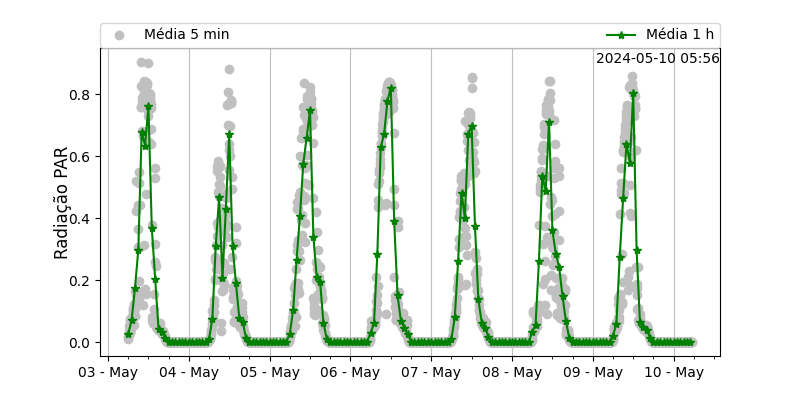 Média 5 min
Média 1 h
2024-05-10 05:56
Radiação PAR
0.8
0.6
0.4
0.2
0.0
03 - May
04 - May
05 - May
06 - May
07 - May
08 - May
09 - May
10 - May